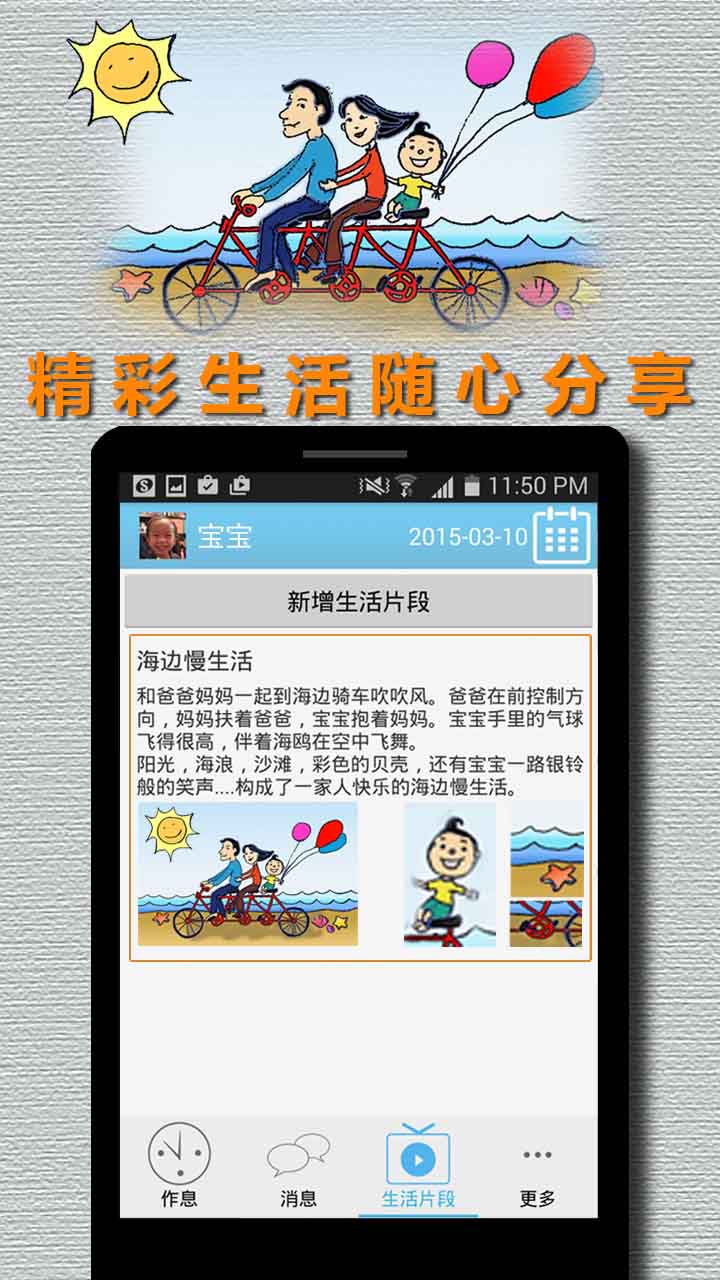 精彩生活随心分享
11:50 PM
宝宝
2015-03-10
新增生活片段
海边慢生活
和爸爸妈妈一起到海边骑车吹吹风。爸爸在前控制方
向，妈妈扶着爸爸，宝宝抱着妈妈。宝宝手里的气球
飞得很高，伴着海鸥在空中飞舞。
阳光，海浪，沙滩，彩色的贝壳，还有宝宝一路银铃
般的笑声....构成了一家人快乐的海边慢生活。
作息
消息
生活片段
更多